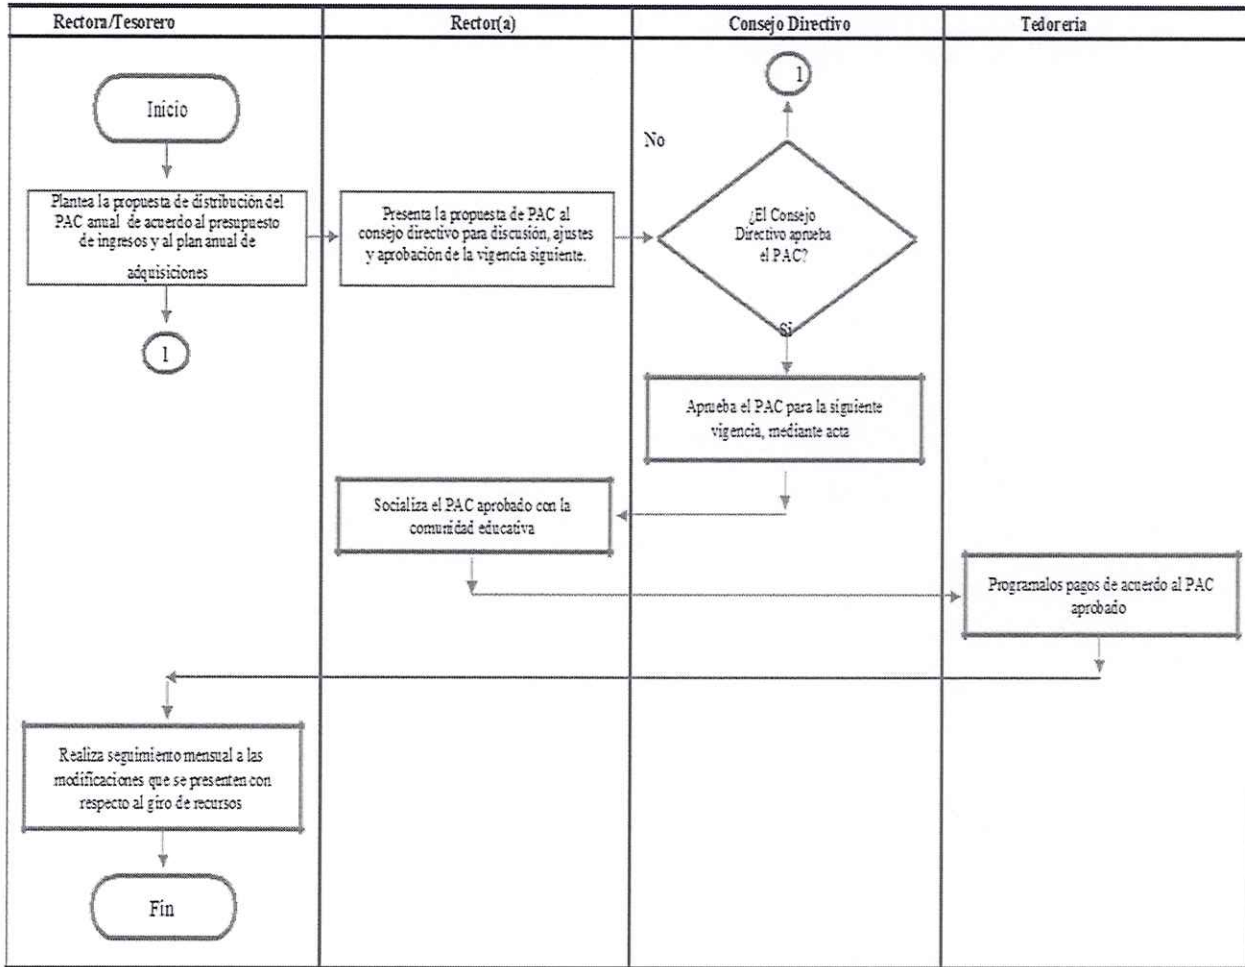 Rectora/Tesorero
Rector(a)
Consejo Directivo
Tedoreria
1
Inicio
No
Plantea la propuesta de distribución del
PAC anual de acuerdo al presupuesto
de ingresos y al plan anual de
adquisiciones
Presenta la propuesta de PAC al
consejo directivo para discusión, ajustes
y aprobación de la vigencia siguiente.
¿El Consejo
Directivo aprueba
el PAC?
1
Si
Aprueba el PAC para la siguiente
vigencia, mediante acta
Socializa el PAC aprobado con la
comunidad educativa
Programalos pagos de acuerdo al PAC
aprobado
Realiza seguimiento mensual a las
modificaciones que se presenten con
respecto al giro de recursos
Fin